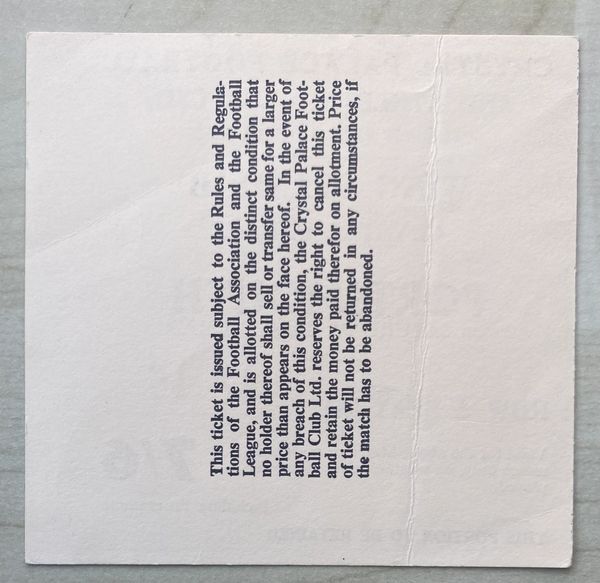 This ticket is issued subject to the Rules and Regula-
tions of the Football Association and the Football
League, and is allotted on the distinct condition that
no holder thereof shall sell or transfer same for a larger
price than appears on the face hereof. In the event of
any breach of this condition, the Crystal Palace Foot-
ball Club Ltd. reserves the right to cancel this ticket
and retain the money paid therefor on allotment. Price
of ticket will not be returned in any circumstances, if
the match has to be abandoned.